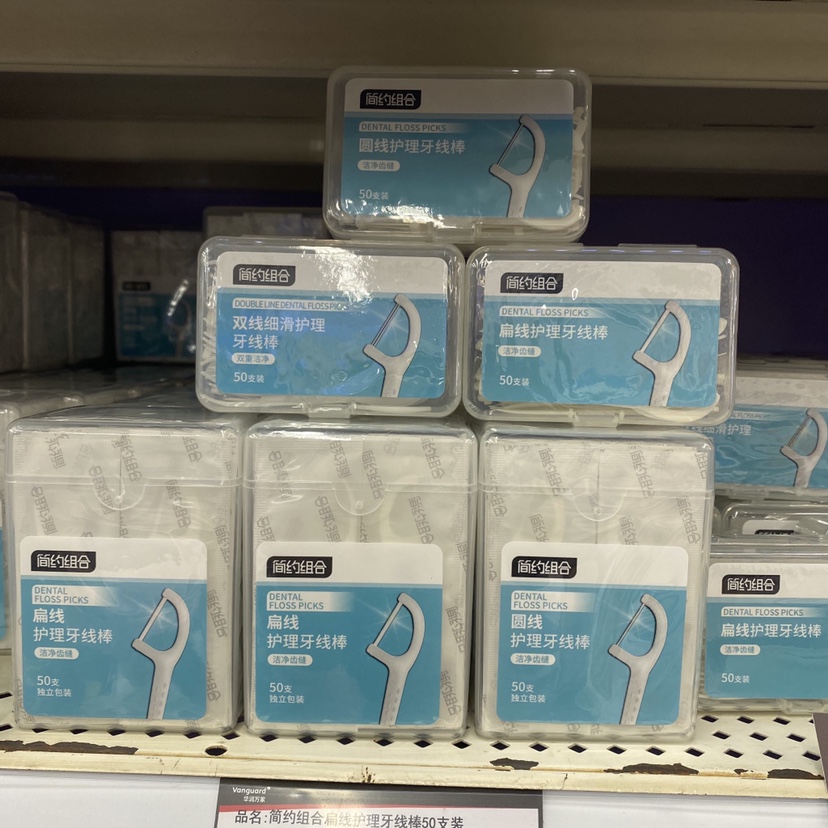 简约组合
DENTAL FLOSS PICKS
圆线护理牙线棒
洁净齿缝
50支装
简约组合
DOUBLE LINE DENTAL FLOSS PICKS
双线细滑护理
牙线棒
双重洁净
50支装
简约组合
DENTAL FLOSS PICKS
扁线护理牙线棒
洁净齿缝
50支装
简约组合
DENTAL
FLOSS PICKS
扁线
护理牙线棒
洁净齿缝
50支
独立包装
简约组合
DENTAL
FLOSS PICKS
扁线
护理牙线棒
洁净齿缝
50支
独立包装
简约组合
DENTAL
FLOSS PICKS
圆线
护理牙线棒
洁净齿缝
50支
独立包装
细滑护理
简约组合
DENTAL FLOSS PICKS
扁线护理牙线棒
洁净齿缝
50支装
Vanguard
华润万家
品名:简约组合扁线护理牙线棒50支装